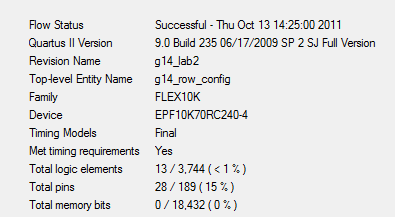 Flow Status Successful - Thu Oct 13 14:25:00 2011
Quartus II Version 9.0 Build 235 06/17/2009 SP 2 SJ Full Version
Revision Name g14_lab2
Top-level Entity Name g14_row_config
Family FLEX10K
Device EPF10K70RC240-4
Timing Models Final
Met timing requirements Yes
Total logic elements 13 / 3,744 ( < 1 % )
Total pins 28 / 189 ( 15 % )
Total memory bits 0 / 18,432 ( 0 % )